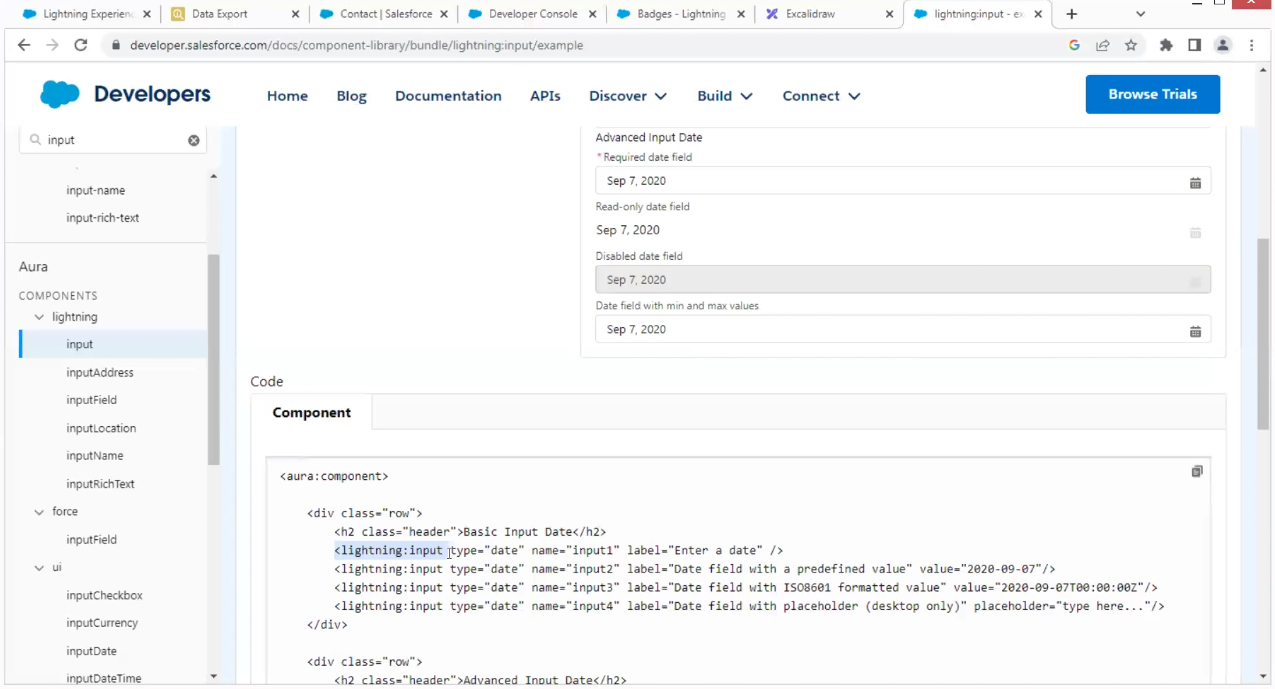 Lightning Experien
Data Export
Contact | Salesforce
Developer Console
Badges - Lightning
Excalidraw
lightning:input - ex
developer.salesforce.com/docs/component-library/bundle/lightning:input/example
Developers
Home
Blog
Documentation
APIs
Discover
Build
Connect
Browse Trials
input
input-name
input-rich-text
Aura
COMPONENTS
lightning
input
inputAddress
inputField
inputLocation
inputName
inputRichText
force
inputField
ui
inputCheckbox
inputCurrency
inputDate
inputDateTime
Advanced Input Date
*Required date field
Sep 7, 2020
Read-only date field
Sep 7, 2020
Disabled date field
Sep 7, 2020
Date field with min and max values
Sep 7, 2020
Code
Component
<aura:component>
<div class="row">
<h2 class="header">Basic Input Date</h2>
<lightning:input type="date" name="input1" label="Enter a date" />
<lightning:input type="date" name="input2" label="Date field with a predefined value" value="2020-09-07"/>
<lightning:input type="date" name="input3" label="Date field with ISO8601 formatted value" value="2020-09-07T00:00:00Z"/>
<lightning:input type="date" name="input4" label="Date field with placeholder (desktop only)" placeholder="type here..."/>
</div>
<div class="row">
<h2 class="header">Advanced Input Date</h2>